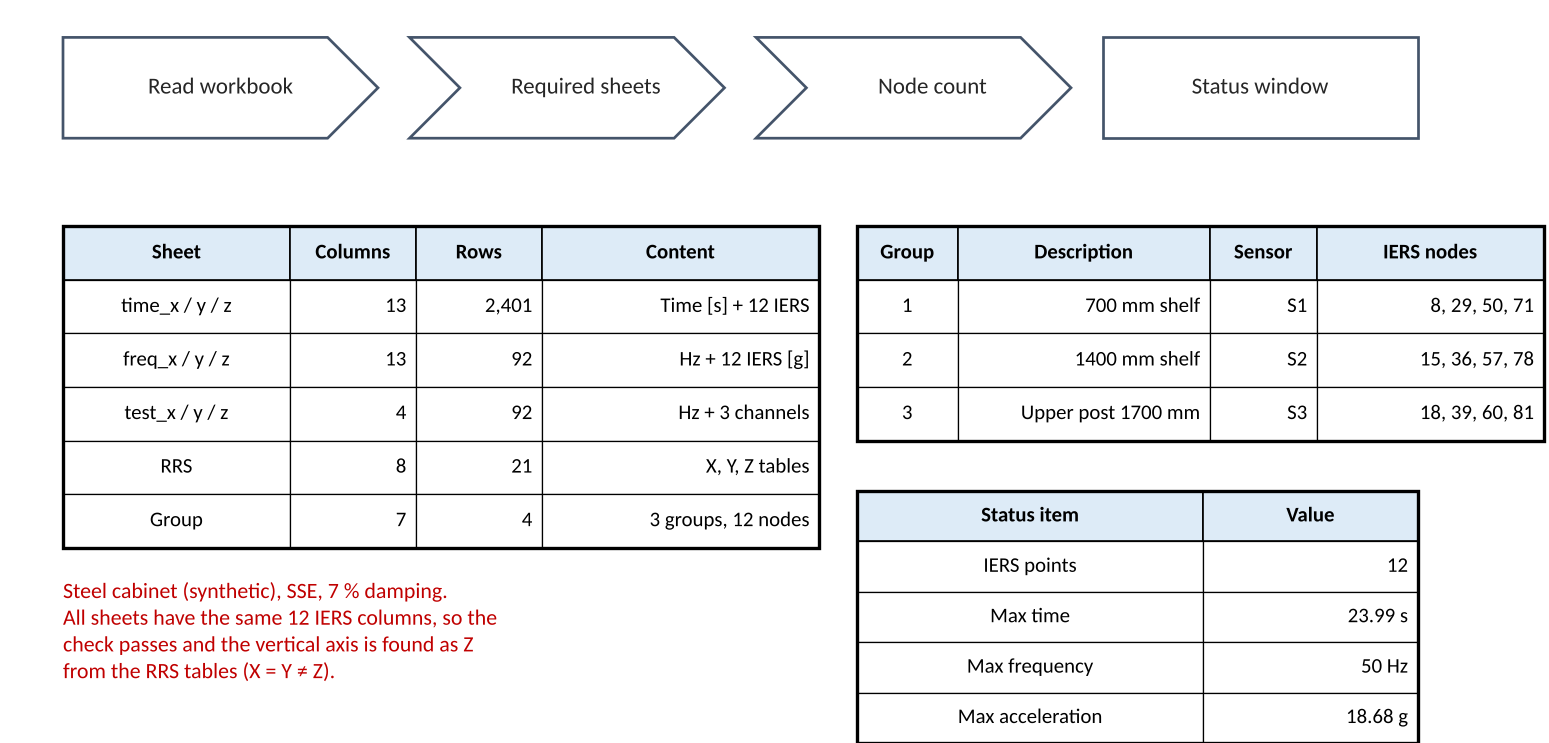 Read workbook
Required sheets
Node count
Status window
Sheet Columns Rows Content
time_x / y / z 13 2,401 Time [s] + 12 IERS
freq_x / y / z 13 92 Hz + 12 IERS [g]
test_x / y / z 4 92 Hz + 3 channels
RRS 8 21 X, Y, Z tables
Group 7 4 3 groups, 12 nodes
Steel cabinet (synthetic), SSE, 7 % damping.
All sheets have the same 12 IERS columns, so the
check passes and the vertical axis is found as Z
from the RRS tables (X = Y ≠ Z).
Group Description Sensor IERS nodes
1 700 mm shelf S1 8, 29, 50, 71
2 1400 mm shelf S2 15, 36, 57, 78
3 Upper post 1700 mm S3 18, 39, 60, 81
Status item Value
IERS points 12
Max time 23.99 s
Max frequency 50 Hz
Max acceleration 18.68 g